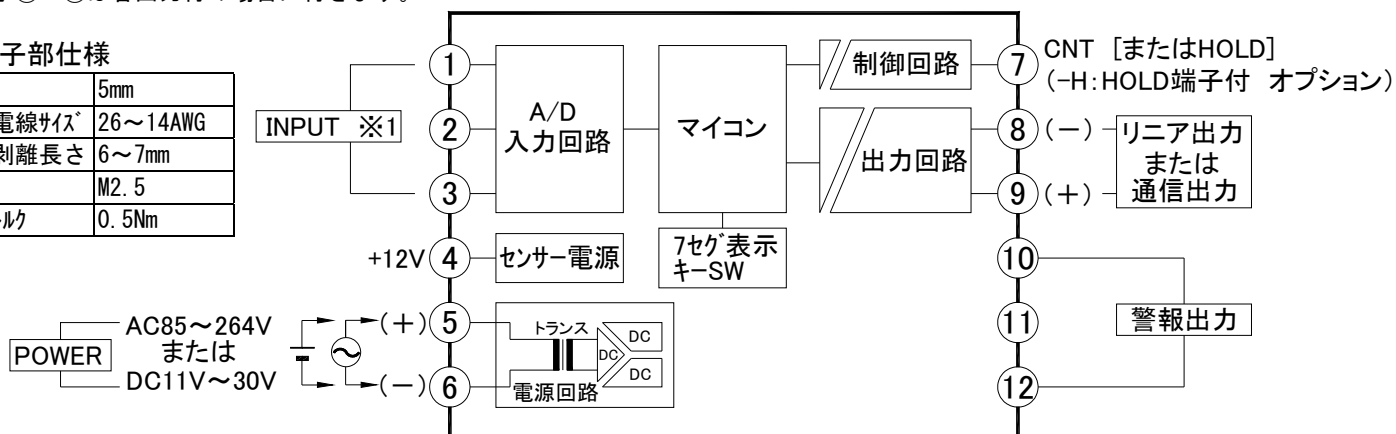 子部仕様
5mm
電線ｻｲｽﾞ 26～14AWG
剥離長さ 6～7mm
M2.5
ﾙｸ 0.5Nm
INPUT ※1
1
2
3
A/D
入力回路
マイコン
制御回路
7
CNT [またはHOLD]
(-H:HOLD端子付 オプション)
出力回路
8
(－)
9
(＋)
リニア出力
または
通信出力
+12V
4
センサー電源
7ｾｸﾞ表示
キーSW
10
11
12
警報出力
POWER
AC85～264V
または
DC11V～30V
(＋)
5
(－)
6
トランス
DC
DC
DC
電源回路